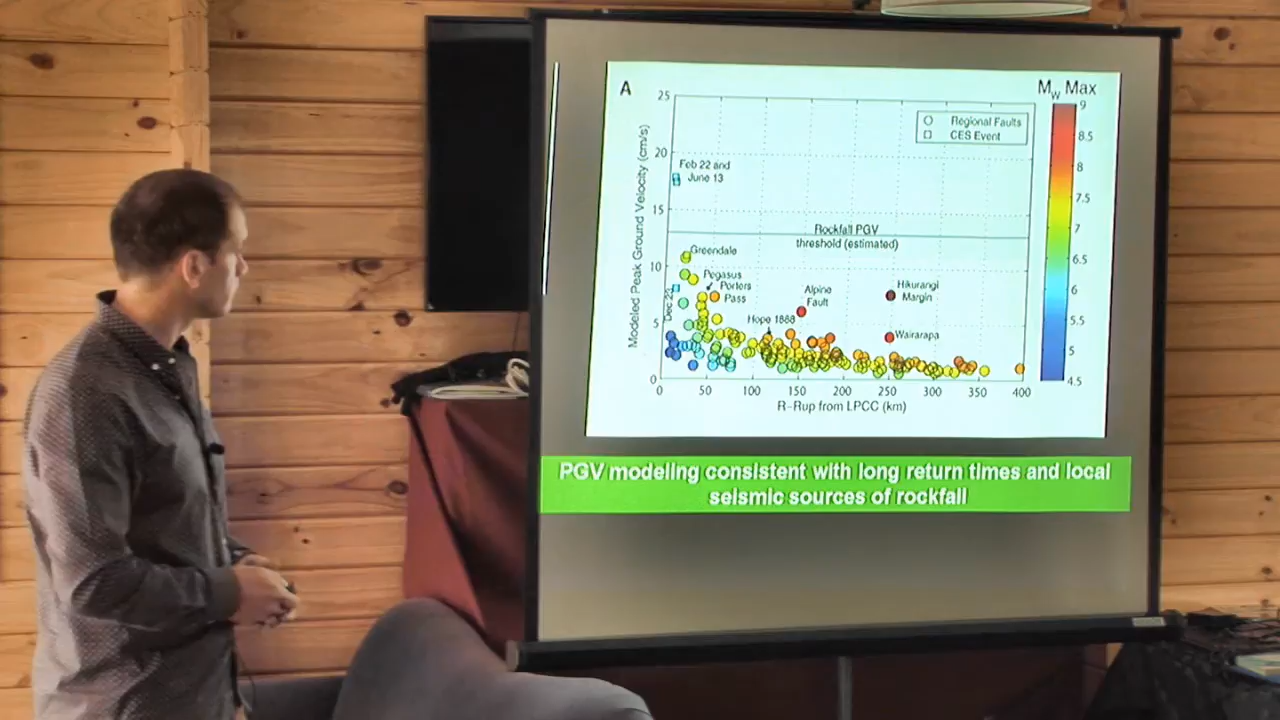 A
M_w Max
25
20
15
10
5
0
Modeled Peak Ground Velocity (cm/s)
Regional Faults
CES Event
Feb 22 and
June 13
Rockfall PGV
threshold (estimated)
Greendale
Pegasus
Porters
Pass
Dec 23
Alpine
Fault
Hikurangi
Margin
Hope 1888
Wairarapa
0 50 100 150 200 250 300 350 400
R-Rup from LPCC (km)
9
8.5
8
7.5
7
6.5
6
5.5
5
4.5
PGV modeling consistent with long return times and local
seismic sources of rockfall